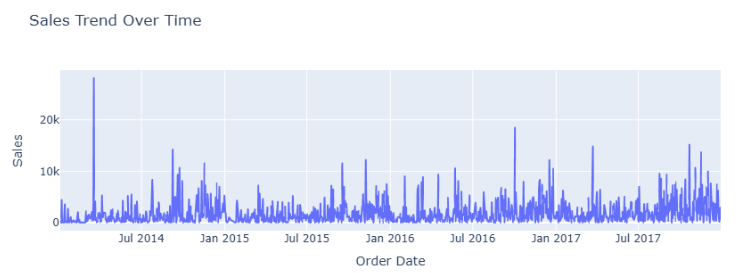 Sales Trend Over Time
20k
10k
0
Sales
Jul 2014
Jan 2015
Jul 2015
Jan 2016
Jul 2016
Jan 2017
Jul 2017
Order Date